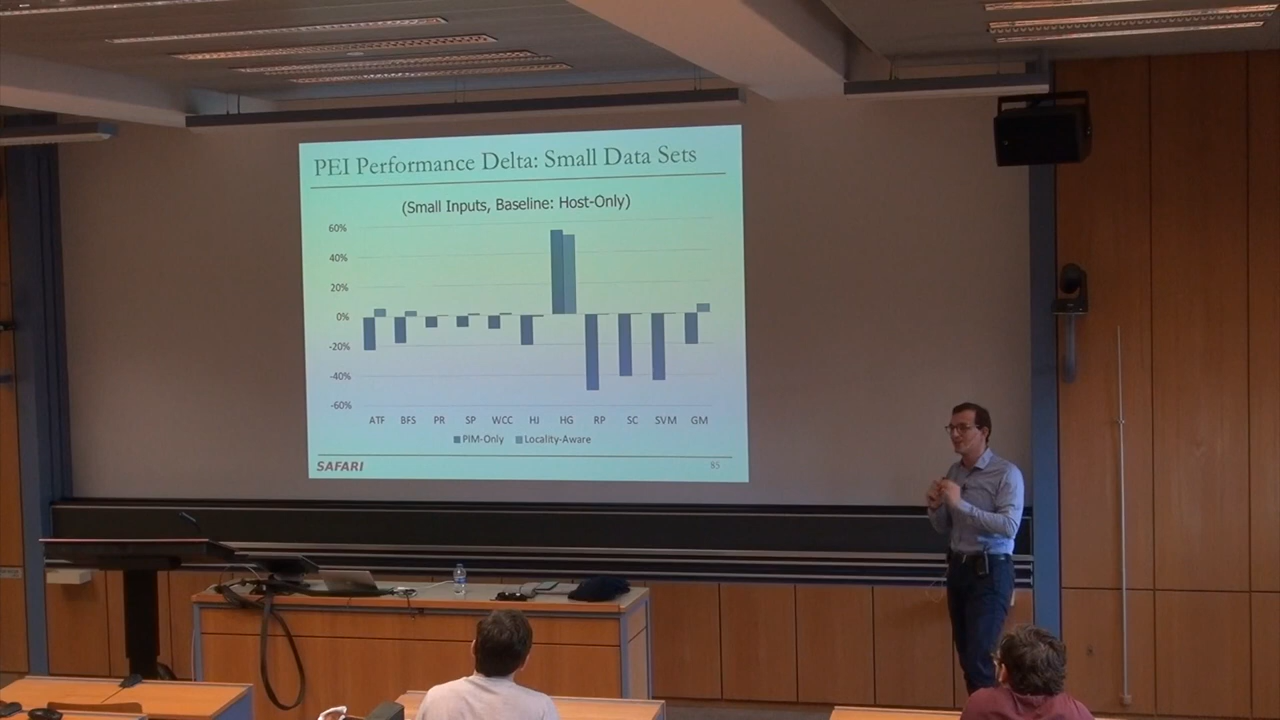 PEI Performance Delta: Small Data Sets
(Small Inputs, Baseline: Host-Only)
60%
40%
20%
0%
-20%
-40%
-60%
ATF BFS PR SP WCC HJ HG RP SC SVM GM
PIM-Only Locality-Aware
SAFARI 85